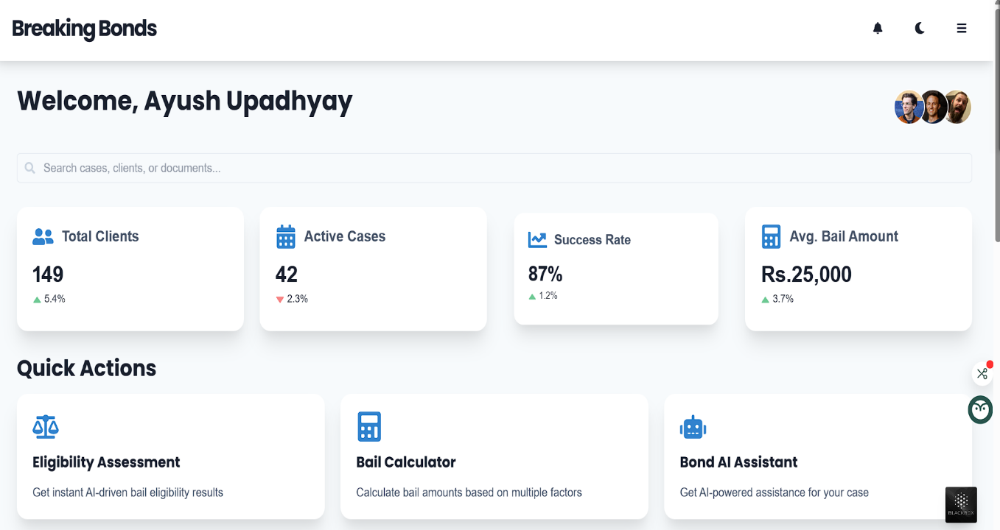 Breaking Bonds
Welcome, Ayush Upadhyay
Search cases, clients, or documents...
Total Clients
149
5.4%
Active Cases
42
2.3%
Success Rate
87%
1.2%
Avg. Bail Amount
Rs.25,000
3.7%
Quick Actions
Eligibility Assessment
Get instant AI-driven bail eligibility results
Bail Calculator
Calculate bail amounts based on multiple factors
Bond AI Assistant
Get AI-powered assistance for your case
BLACKBOX